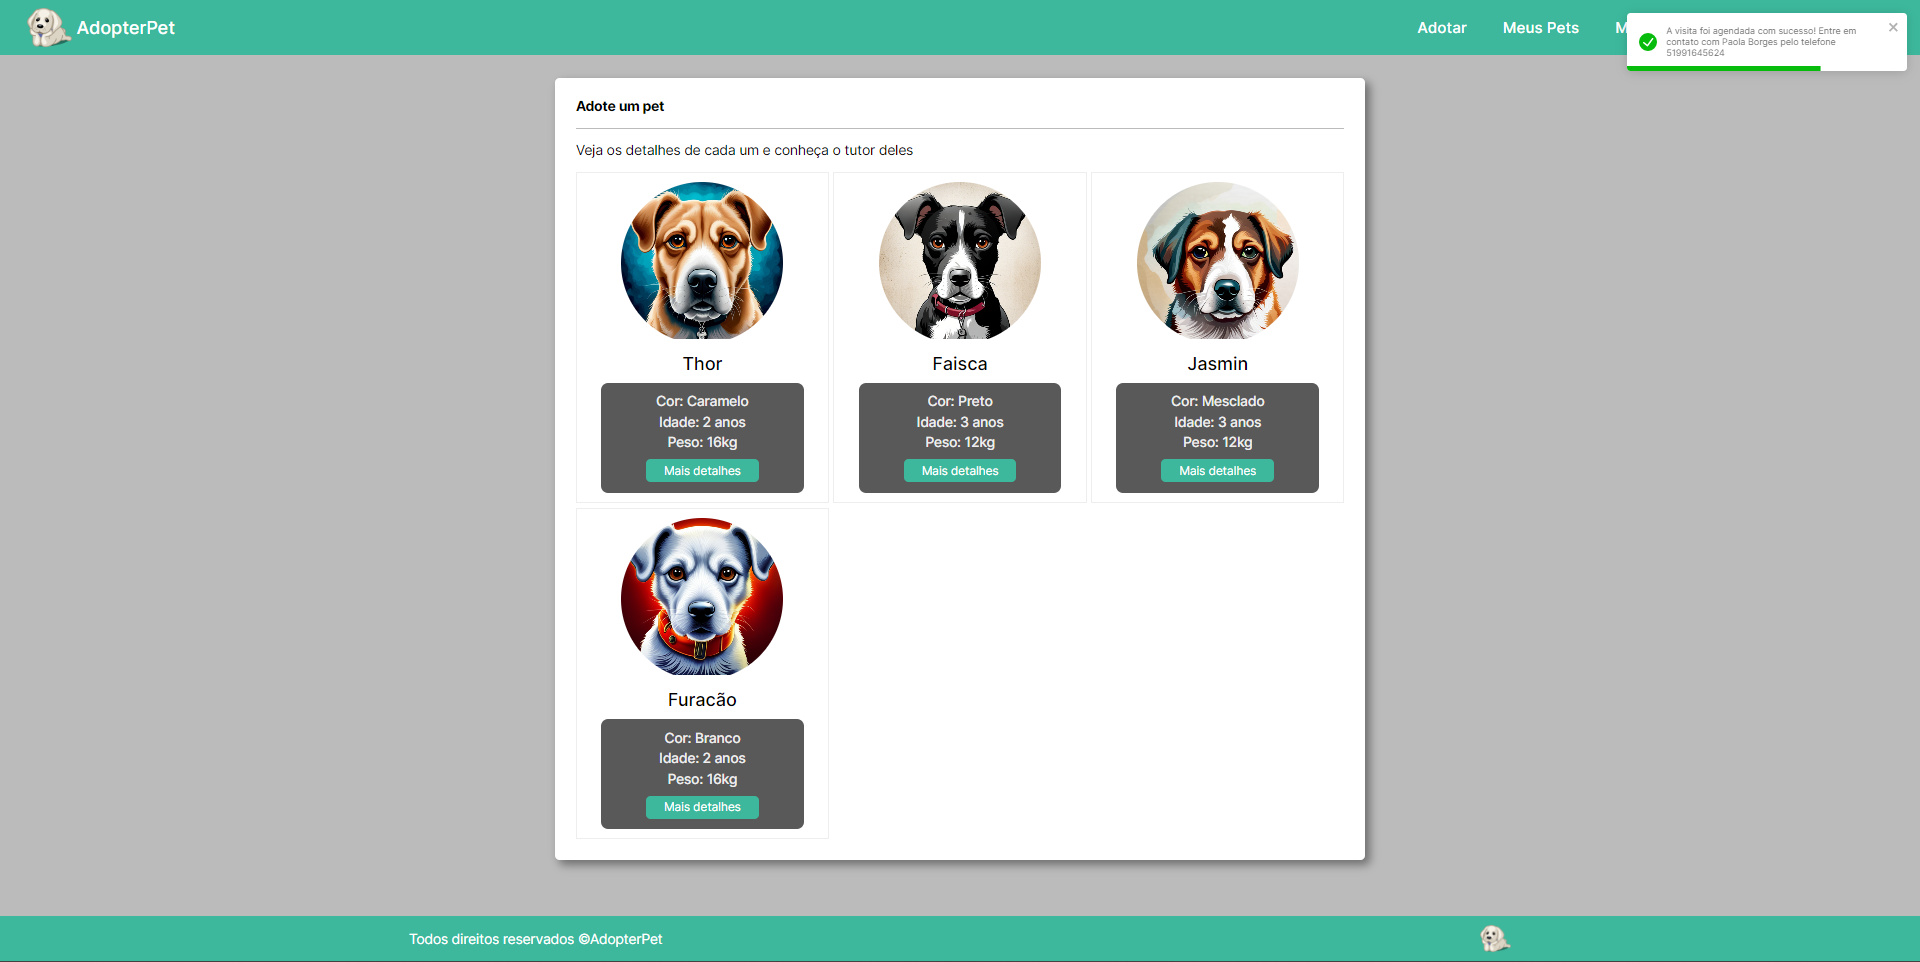 AdopterPet
Adotar
Meus Pets
A visita foi agendada com sucesso! Entre em
contato com Paola Borges pelo telefone
51991645624
Adote um pet
Veja os detalhes de cada um e conheça o tutor deles
Thor
Cor: Caramelo
Idade: 2 anos
Peso: 16kg
Mais detalhes
Faisca
Cor: Preto
Idade: 3 anos
Peso: 12kg
Mais detalhes
Jasmin
Cor: Mesclado
Idade: 3 anos
Peso: 12kg
Mais detalhes
Furacão
Cor: Branco
Idade: 2 anos
Peso: 16kg
Mais detalhes
Todos direitos reservados ©AdopterPet